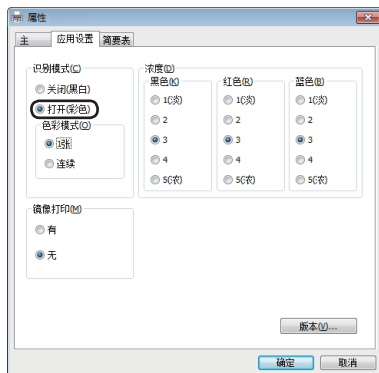 属性
主 应用设置 简要表
识别模式(C)
关闭(黑白)
打开(彩色)
色彩模式(O)
1张
连续
镜像打印(M)
有
无
浓度(D)
黑色(K)
1(淡)
2
3
4
5(浓)
红色(R)
1(淡)
2
3
4
5(浓)
蓝色(B)
1(淡)
2
3
4
5(浓)
版本(V)...
确定 取消